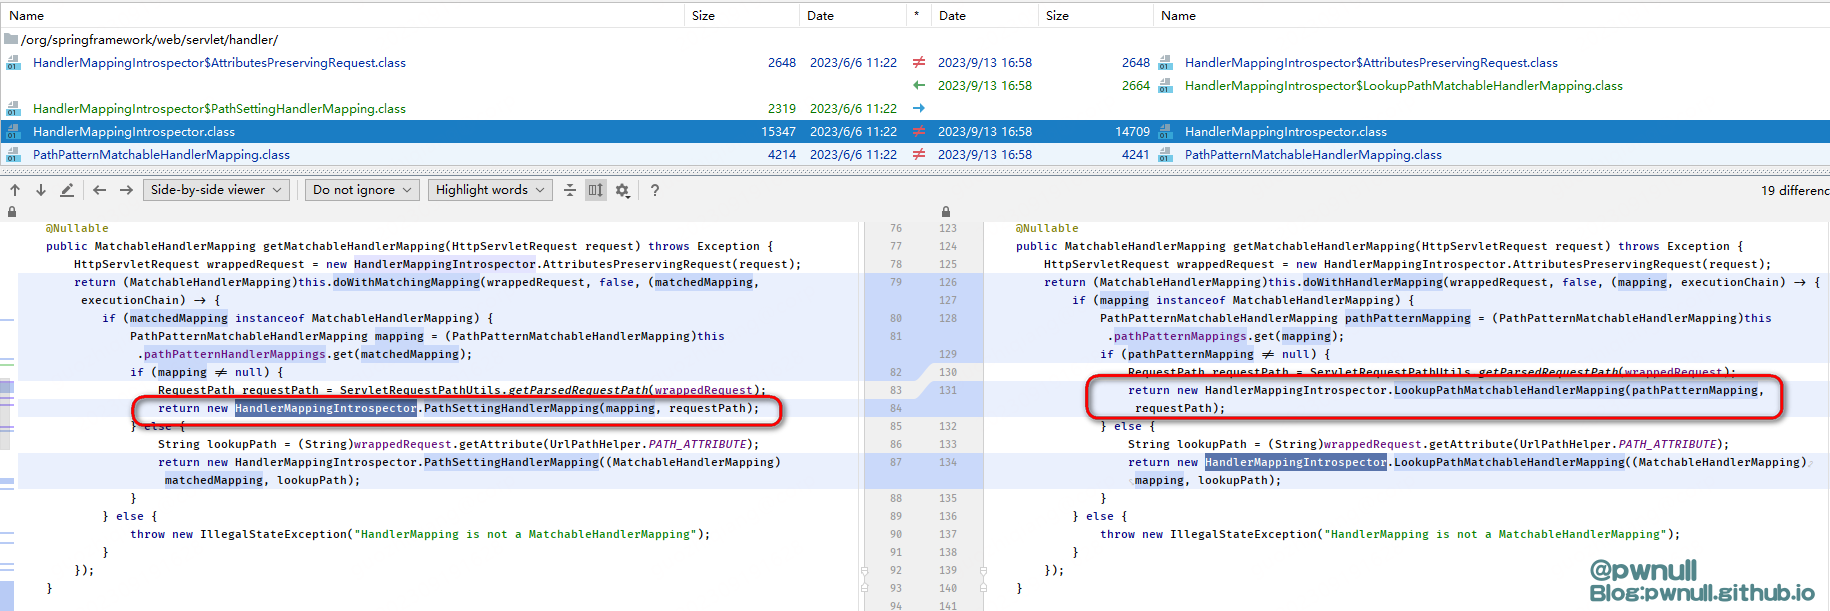 Name Size Date * Date Size Name
/org/springframework/web/servlet/handler/
HandlerMappingIntrospector$AttributesPreservingRequest.class 2648 2023/6/6 11:22 ≠ 2023/9/13 16:58 2648 HandlerMappingIntrospector$AttributesPreservingRequest.class
← 2023/9/13 16:58 2664 HandlerMappingIntrospector$LookupPathMatchableHandlerMapping.class
HandlerMappingIntrospector$PathSettingHandlerMapping.class 2319 2023/6/6 11:22 →
HandlerMappingIntrospector.class 15347 2023/6/6 11:22 ≠ 2023/9/13 16:58 14709 HandlerMappingIntrospector.class
PathPatternMatchableHandlerMapping.class 4214 2023/6/6 11:22 ≠ 2023/9/13 16:58 4241 PathPatternMatchableHandlerMapping.class
Side-by-side viewer Do not ignore Highlight words ? 19 differenc
@Nullable
public MatchableHandlerMapping getMatchableHandlerMapping(HttpServletRequest request) throws Exception {
HttpServletRequest wrappedRequest = new HandlerMappingIntrospector.AttributesPreservingRequest(request);
return (MatchableHandlerMapping)this.doWithMatchingMapping(wrappedRequest, false, (matchedMapping,
executionChain) → {
if (matchedMapping instanceof MatchableHandlerMapping) {
PathPatternMatchableHandlerMapping mapping = (PathPatternMatchableHandlerMapping)this
.pathPatternHandlerMappings.get(matchedMapping);
if (mapping ≠ null) {
RequestPath requestPath = ServletRequestPathUtils.getParsedRequestPath(wrappedRequest);
return new HandlerMappingIntrospector.PathSettingHandlerMapping(mapping, requestPath);
} else {
String lookupPath = (String)wrappedRequest.getAttribute(UrlPathHelper.PATH_ATTRIBUTE);
return new HandlerMappingIntrospector.PathSettingHandlerMapping((MatchableHandlerMapping)
matchedMapping, lookupPath);
}
} else {
throw new IllegalStateException("HandlerMapping is not a MatchableHandlerMapping");
}
});
}
76 123
77 124
78 125
79 126
127
80 128
81
129
82 130
83 131
84
85 132
86 133
87 134
88 135
89 136
90 137
91 138
92 139
93 140
94 141
@Nullable
public MatchableHandlerMapping getMatchableHandlerMapping(HttpServletRequest request) throws Exception {
HttpServletRequest wrappedRequest = new HandlerMappingIntrospector.AttributesPreservingRequest(request);
return (MatchableHandlerMapping)this.doWithHandlerMapping(wrappedRequest, false, (mapping, executionChain) → {
if (mapping instanceof MatchableHandlerMapping) {
PathPatternMatchableHandlerMapping pathPatternMapping = (PathPatternMatchableHandlerMapping)this
.pathPatternMappings.get(mapping);
if (pathPatternMapping ≠ null) {
RequestPath requestPath = ServletRequestPathUtils.getParsedRequestPath(wrappedRequest);
return new HandlerMappingIntrospector.LookupPathMatchableHandlerMapping(pathPatternMapping,
requestPath);
} else {
String lookupPath = (String)wrappedRequest.getAttribute(UrlPathHelper.PATH_ATTRIBUTE);
return new HandlerMappingIntrospector.LookupPathMatchableHandlerMapping((MatchableHandlerMapping)
mapping, lookupPath);
}
} else {
throw new IllegalStateException("HandlerMapping is not a MatchableHandlerMapping");
}
});
}
@pwnull
Blog:pwnull.github.io